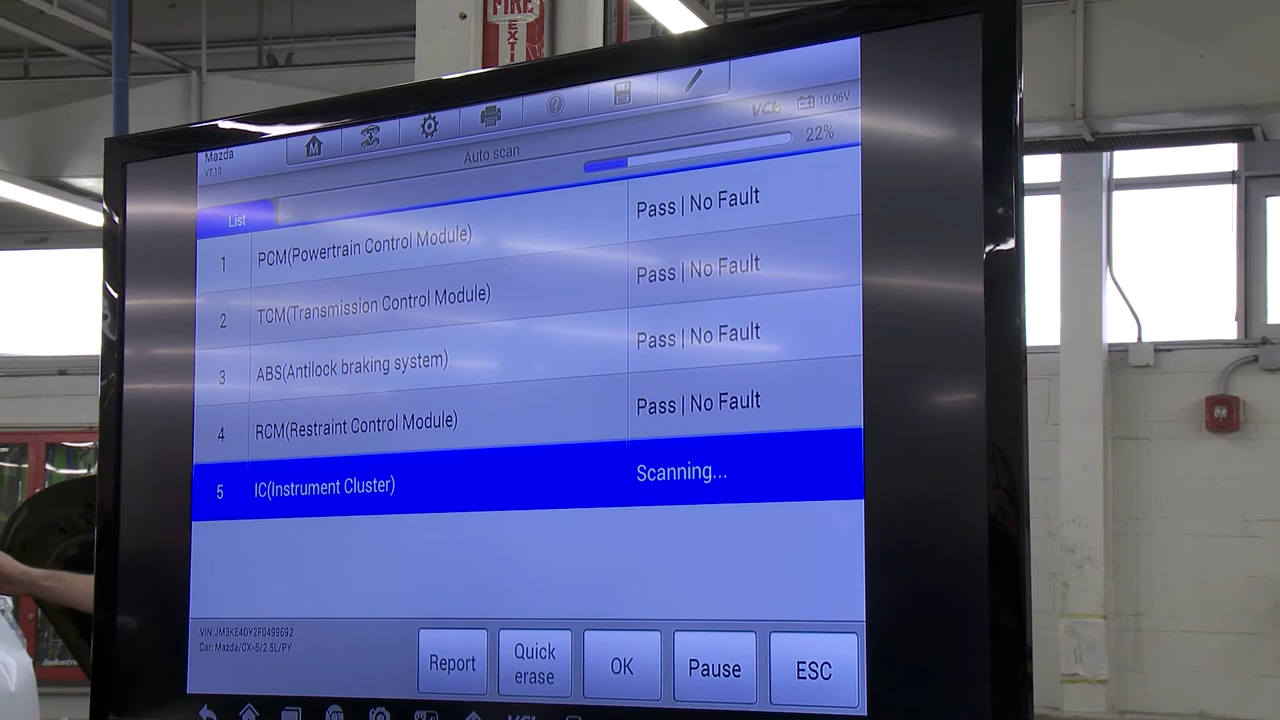 FIRE
EXTI
Mazda
V7.10
M
VCI
10.06V
Auto scan
22%
List
1 PCM(Powertrain Control Module) Pass | No Fault
2 TCM(Transmission Control Module) Pass | No Fault
3 ABS(Antilock braking system) Pass | No Fault
4 RCM(Restraint Control Module) Pass | No Fault
5 IC(Instrument Cluster) Scanning...
VIN:JM3KE4DY2F0499692
Car: Mazda/CX-5/2.5L/PY
Report
Quick
erase
OK
Pause
ESC
VCI